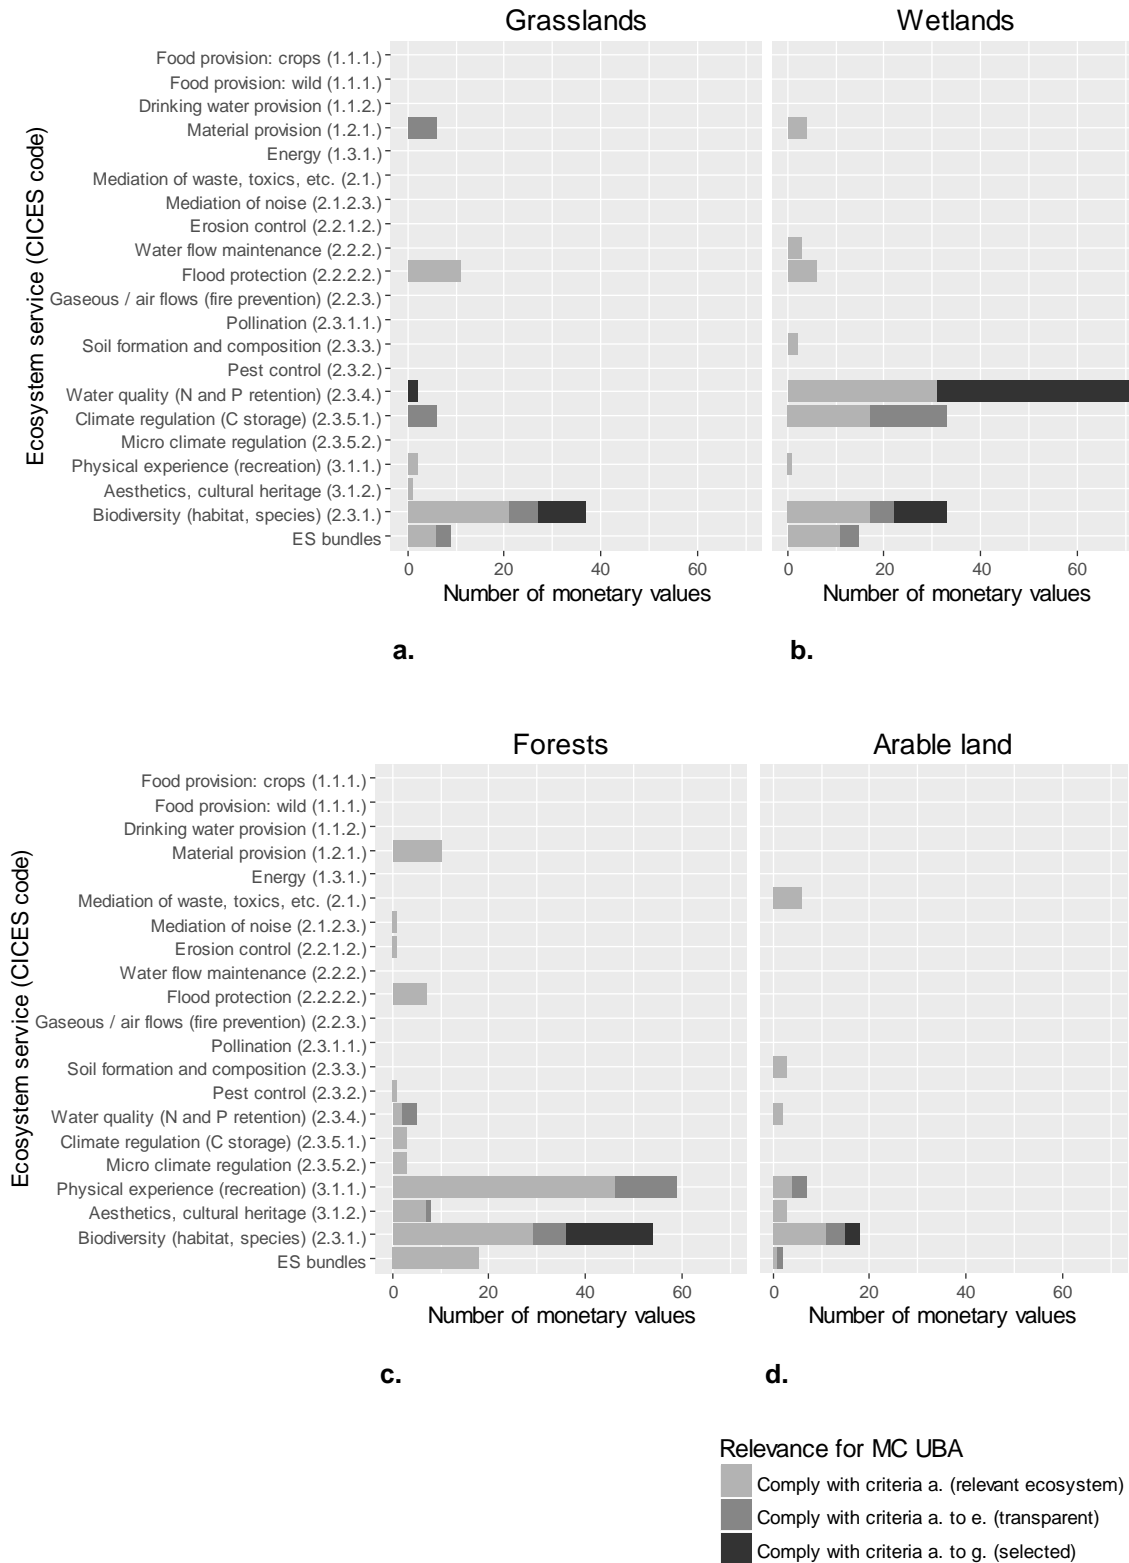 Grasslands
Wetlands
Ecosystem service (CICES code)
Food provision: crops (1.1.1.)
Food provision: wild (1.1.1.)
Drinking water provision (1.1.2.)
Material provision (1.2.1.)
Energy (1.3.1.)
Mediation of waste, toxics, etc. (2.1.)
Mediation of noise (2.1.2.3.)
Erosion control (2.2.1.2.)
Water flow maintenance (2.2.2.)
Flood protection (2.2.2.2.)
Gaseous / air flows (fire prevention) (2.2.3.)
Pollination (2.3.1.1.)
Soil formation and composition (2.3.3.)
Pest control (2.3.2.)
Water quality (N and P retention) (2.3.4.)
Climate regulation (C storage) (2.3.5.1.)
Micro climate regulation (2.3.5.2.)
Physical experience (recreation) (3.1.1.)
Aesthetics, cultural heritage (3.1.2.)
Biodiversity (habitat, species) (2.3.1.)
ES bundles
0 20 40 60
0 20 40 60
Number of monetary values
Number of monetary values
a.
b.
Forests
Arable land
Ecosystem service (CICES code)
Food provision: crops (1.1.1.)
Food provision: wild (1.1.1.)
Drinking water provision (1.1.2.)
Material provision (1.2.1.)
Energy (1.3.1.)
Mediation of waste, toxics, etc. (2.1.)
Mediation of noise (2.1.2.3.)
Erosion control (2.2.1.2.)
Water flow maintenance (2.2.2.)
Flood protection (2.2.2.2.)
Gaseous / air flows (fire prevention) (2.2.3.)
Pollination (2.3.1.1.)
Soil formation and composition (2.3.3.)
Pest control (2.3.2.)
Water quality (N and P retention) (2.3.4.)
Climate regulation (C storage) (2.3.5.1.)
Micro climate regulation (2.3.5.2.)
Physical experience (recreation) (3.1.1.)
Aesthetics, cultural heritage (3.1.2.)
Biodiversity (habitat, species) (2.3.1.)
ES bundles
0 20 40 60
0 20 40 60
Number of monetary values
Number of monetary values
c.
d.
Relevance for MC UBA
Comply with criteria a. (relevant ecosystem)
Comply with criteria a. to e. (transparent)
Comply with criteria a. to g. (selected)